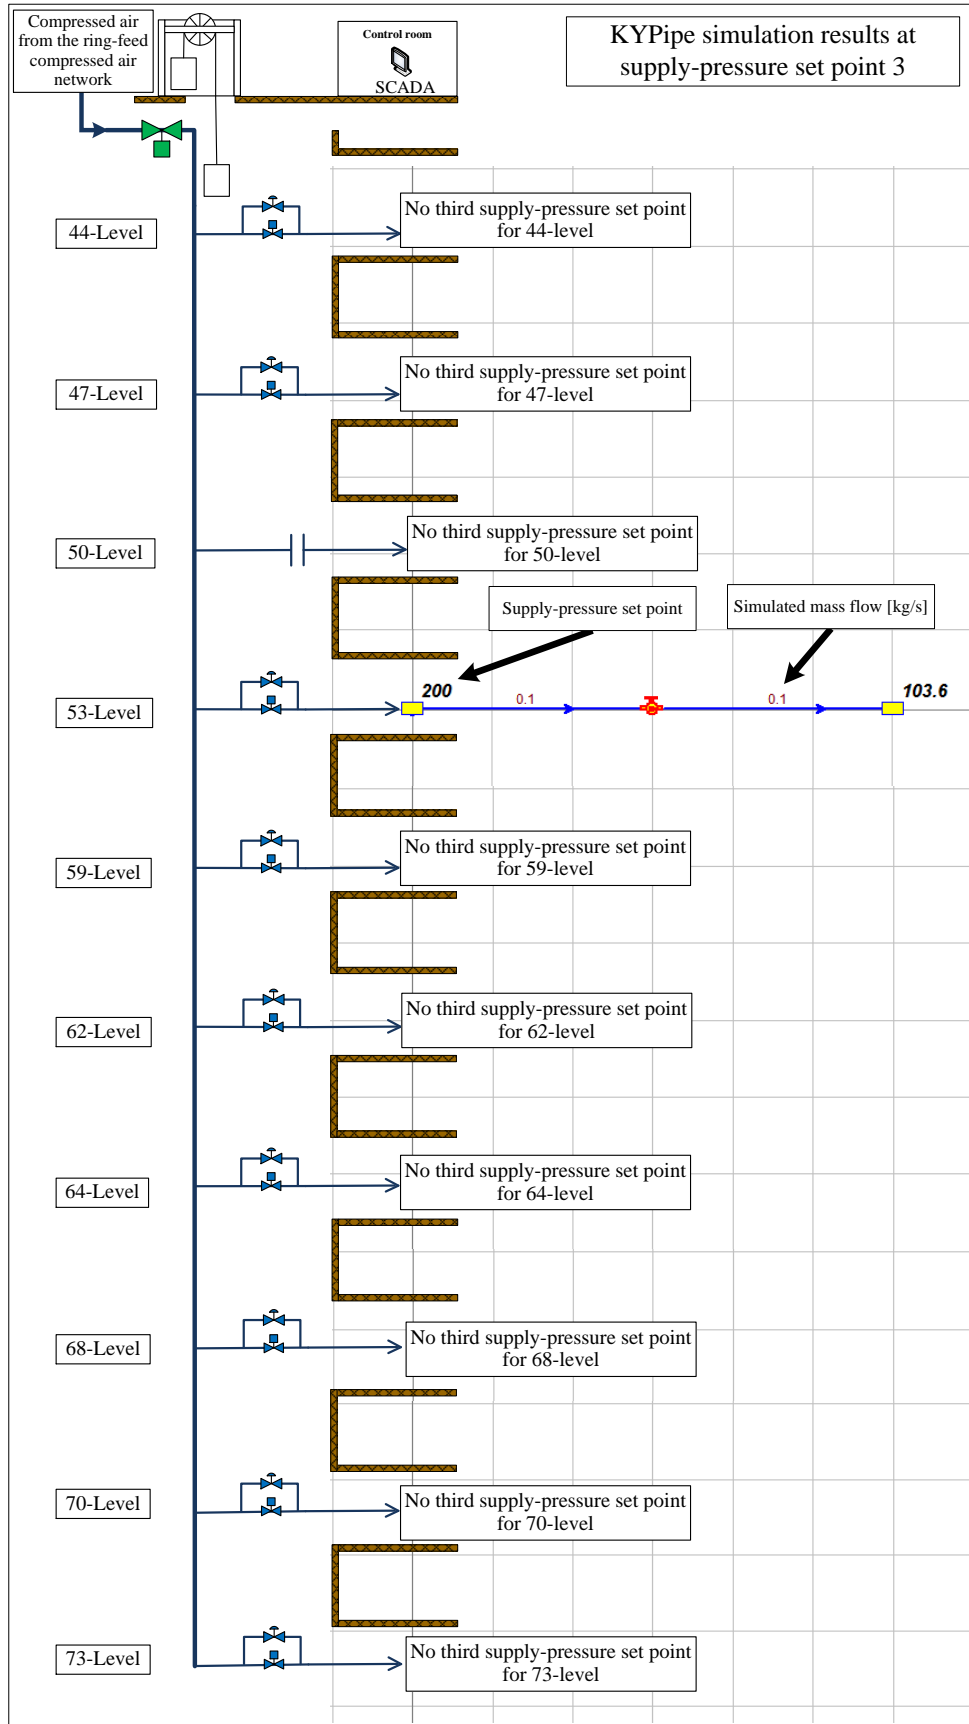 Compressed air
from the ring-feed
compressed air
network
Control room
SCADA
KYPipe simulation results at
supply-pressure set point 3
44-Level
No third supply-pressure set point
for 44-level
47-Level
No third supply-pressure set point
for 47-level
50-Level
No third supply-pressure set point
for 50-level
Supply-pressure set point
Simulated mass flow [kg/s]
53-Level
200
0.1
0.1
103.6
59-Level
No third supply-pressure set point
for 59-level
62-Level
No third supply-pressure set point
for 62-level
64-Level
No third supply-pressure set point
for 64-level
68-Level
No third supply-pressure set point
for 68-level
70-Level
No third supply-pressure set point
for 70-level
73-Level
No third supply-pressure set point
for 73-level